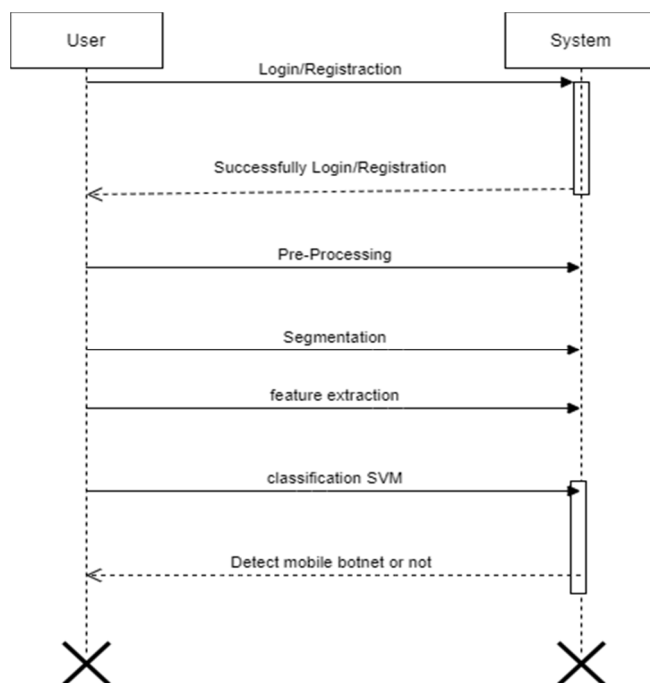 User
System
Login/Registraction
Successfully Login/Registration
Pre-Processing
Segmentation
feature extraction
classification SVM
Detect mobile botnet or not